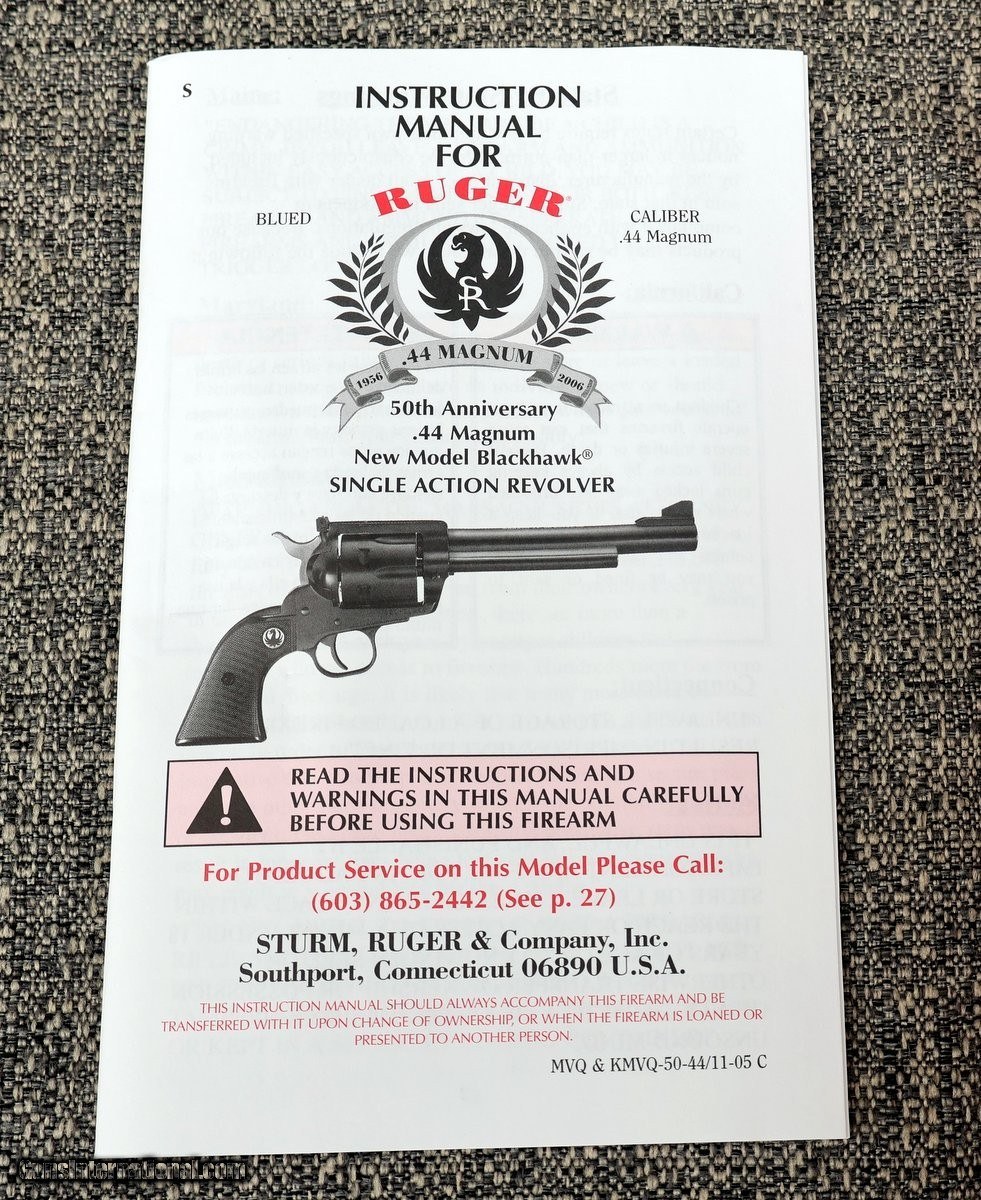 S
INSTRUCTION
MANUAL
FOR
RUGER®
BLUED
CALIBER
.44 Magnum
SR
.44 MAGNUM
1956
2006
50th Anniversary
.44 Magnum
New Model Blackhawk®
SINGLE ACTION REVOLVER
! READ THE INSTRUCTIONS AND
WARNINGS IN THIS MANUAL CAREFULLY
BEFORE USING THIS FIREARM
For Product Service on this Model Please Call:
(603) 865-2442 (See p. 27)
STURM, RUGER & Company, Inc.
Southport, Connecticut 06890 U.S.A.
THIS INSTRUCTION MANUAL SHOULD ALWAYS ACCOMPANY THIS FIREARM AND BE
TRANSFERRED WITH IT UPON CHANGE OF OWNERSHIP, OR WHEN THE FIREARM IS LOANED OR
PRESENTED TO ANOTHER PERSON.
MVQ & KMVQ-50-44/11-05 C